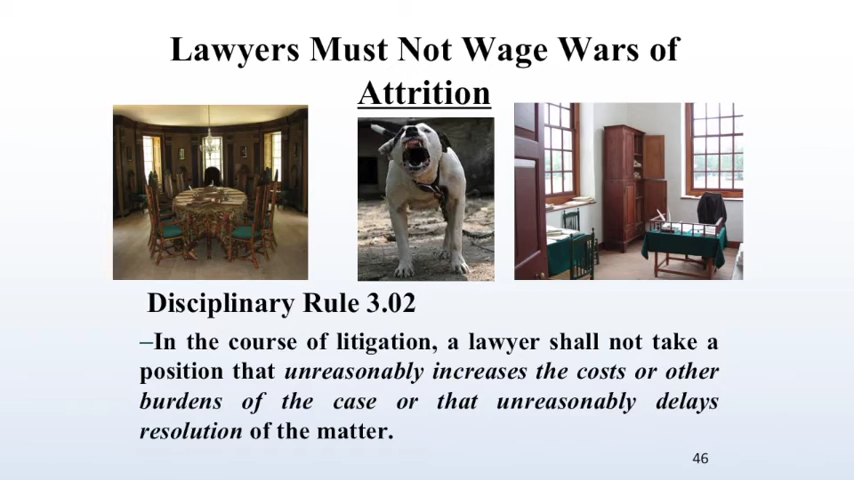 Lawyers Must Not Wage Wars of
Attrition
Disciplinary Rule 3.02
–In the course of litigation, a lawyer shall not take a
position that unreasonably increases the costs or other
burdens of the case or that unreasonably delays
resolution of the matter.
46